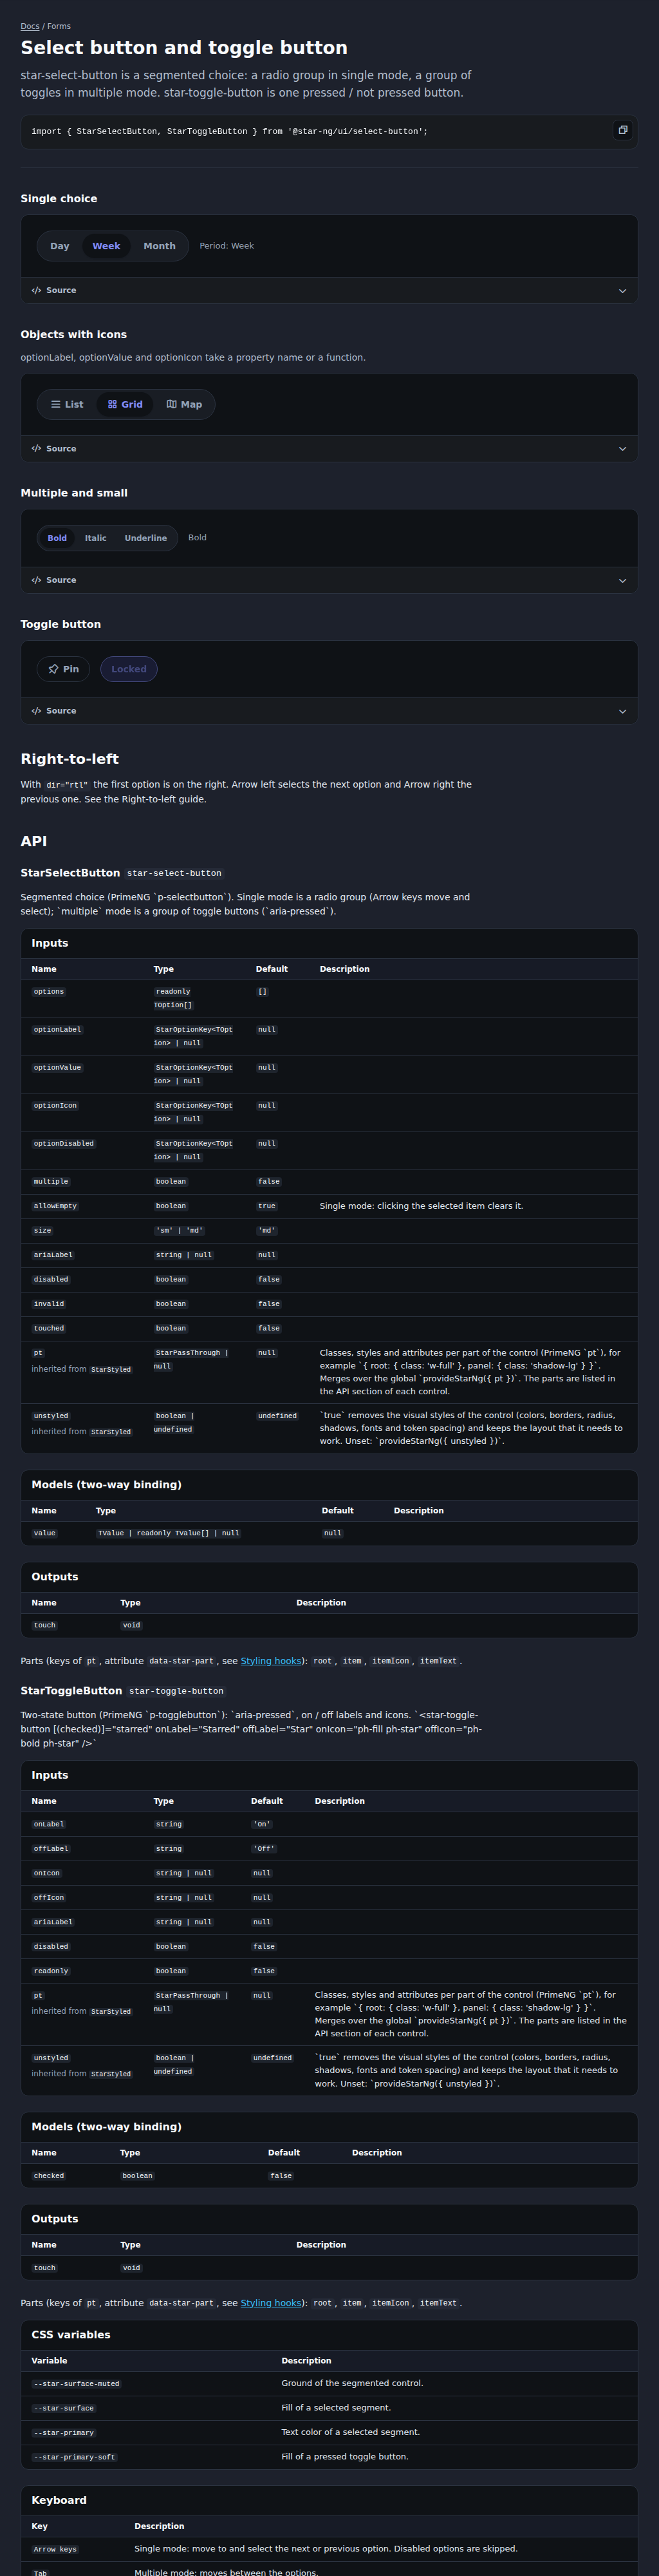 Docs / Forms
Select button and toggle button
star-select-button is a segmented choice: a radio group in single mode, a group of
toggles in multiple mode. star-toggle-button is one pressed / not pressed button.
import { StarSelectButton, StarToggleButton } from '@star-ng/ui/select-button';
Single choice
Day Week Month Period: Week
Source
Objects with icons
optionLabel, optionValue and optionIcon take a property name or a function.
List Grid Map
Source
Multiple and small
Bold Italic Underline Bold
Source
Toggle button
Pin Locked
Source
Right-to-left
With dir="rtl" the first option is on the right. Arrow left selects the next option and Arrow right the
previous one. See the Right-to-left guide.
API
StarSelectButton star-select-button
Segmented choice (PrimeNG `p-selectbutton`). Single mode is a radio group (Arrow keys move and
select); `multiple` mode is a group of toggle buttons (`aria-pressed`).
Inputs
Name Type Default Description
options readonly []
TOption[]
optionLabel StarOptionKey<TOpt null
ion> | null
optionValue StarOptionKey<TOpt null
ion> | null
optionIcon StarOptionKey<TOpt null
ion> | null
optionDisabled StarOptionKey<TOpt null
ion> | null
multiple boolean false
allowEmpty boolean true Single mode: clicking the selected item clears it.
size 'sm' | 'md' 'md'
ariaLabel string | null null
disabled boolean false
invalid boolean false
touched boolean false
pt StarPassThrough | null Classes, styles and attributes per part of the control (PrimeNG `pt`), for
inherited from StarStyled null example `{ root: { class: 'w-full' }, panel: { class: 'shadow-lg' } }`.
Merges over the global `provideStarNg({ pt })`. The parts are listed in
the API section of each control.
unstyled boolean | undefined `true` removes the visual styles of the control (colors, borders, radius,
inherited from StarStyled undefined shadows, fonts and token spacing) and keeps the layout that it needs to
work. Unset: `provideStarNg({ unstyled })`.
Models (two-way binding)
Name Type Default Description
value TValue | readonly TValue[] | null null
Outputs
Name Type Description
touch void
Parts (keys of pt, attribute data-star-part, see Styling hooks): root, item, itemIcon, itemText.
StarToggleButton star-toggle-button
Two-state button (PrimeNG `p-togglebutton`): `aria-pressed`, on / off labels and icons. `<star-toggle-
button [(checked)]="starred" onLabel="Starred" offLabel="Star" onIcon="ph-fill ph-star" offIcon="ph-
bold ph-star" />`
Inputs
Name Type Default Description
onLabel string 'On'
offLabel string 'Off'
onIcon string | null null
offIcon string | null null
ariaLabel string | null null
disabled boolean false
readonly boolean false
pt StarPassThrough | null Classes, styles and attributes per part of the control (PrimeNG `pt`), for
inherited from StarStyled null example `{ root: { class: 'w-full' }, panel: { class: 'shadow-lg' } }`.
Merges over the global `provideStarNg({ pt })`. The parts are listed in the
API section of each control.
unstyled boolean | undefined `true` removes the visual styles of the control (colors, borders, radius,
inherited from StarStyled undefined shadows, fonts and token spacing) and keeps the layout that it needs to
work. Unset: `provideStarNg({ unstyled })`.
Models (two-way binding)
Name Type Default Description
checked boolean false
Outputs
Name Type Description
touch void
Parts (keys of pt, attribute data-star-part, see Styling hooks): root, item, itemIcon, itemText.
CSS variables
Variable Description
--star-surface-muted Ground of the segmented control.
--star-surface Fill of a selected segment.
--star-primary Text color of a selected segment.
--star-primary-soft Fill of a pressed toggle button.
Keyboard
Key Description
Arrow keys Single mode: move to and select the next or previous option. Disabled options are skipped.
Tab Multiple mode: moves between the options.